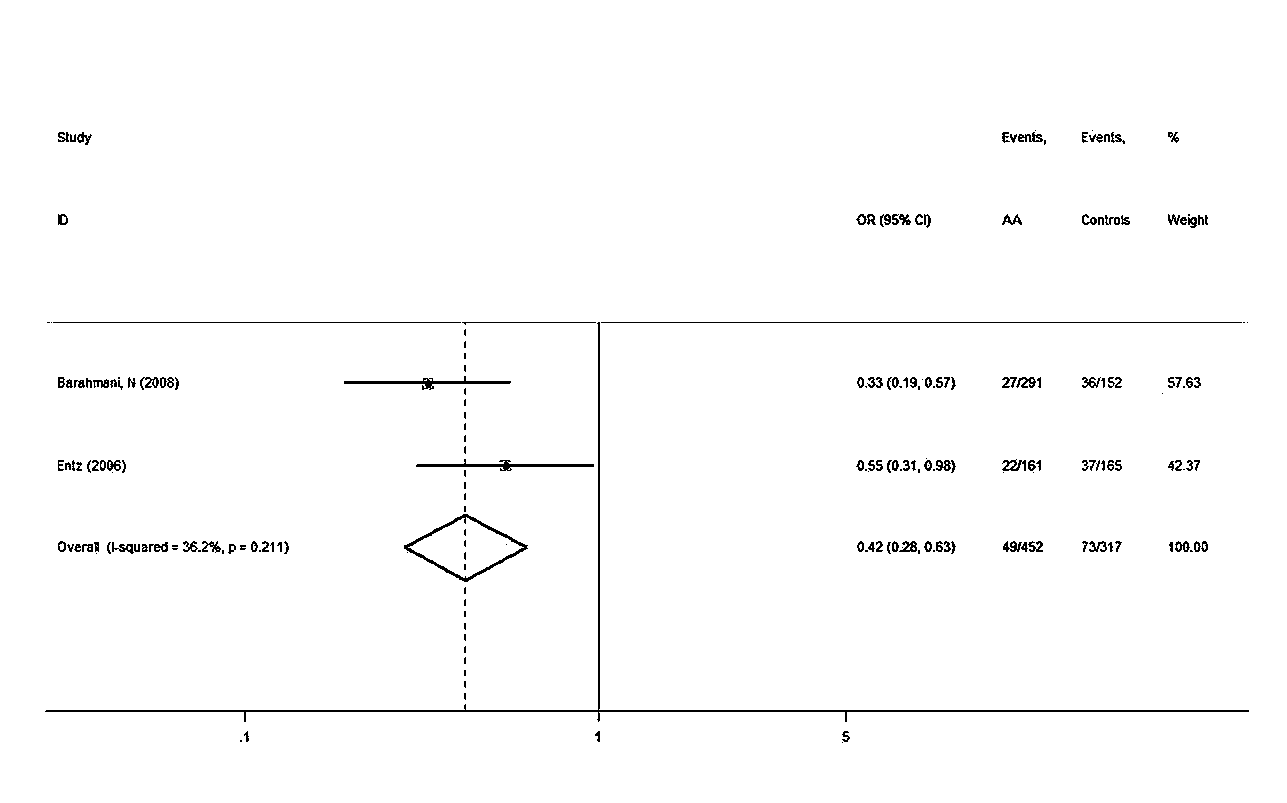 Study Events, Events, %
ID OR (95% CI) AA Controls Weight
Barahmani, N (2008) 0.33 (0.19, 0.57) 27/291 36/152 57.63
Entz (2006) 0.55 (0.31, 0.98) 22/161 37/165 42.37
Overall (I-squared = 36.2%, p = 0.211) 0.42 (0.28, 0.63) 49/452 73/317 100.00
.1 1 5